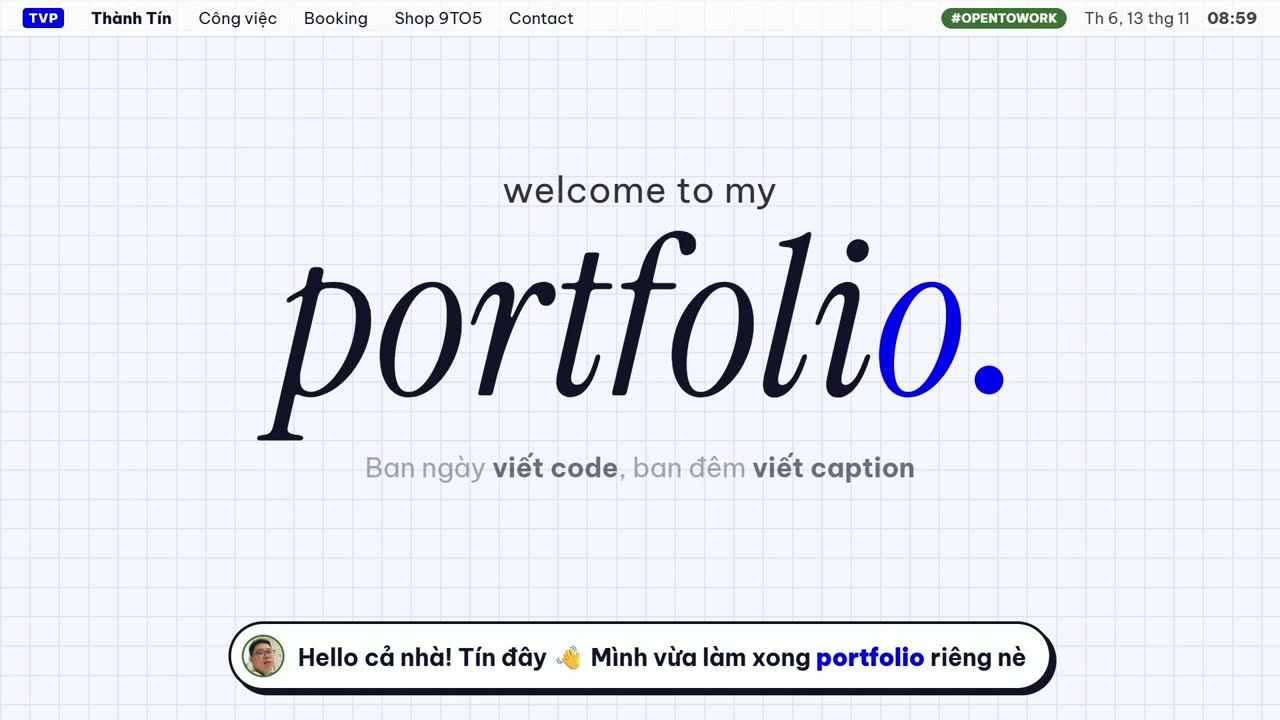 TVP Thành Tín Công việc Booking Shop 9TO5 Contact #OPENTOWORK Th 6, 13 thg 11 08:59
welcome to my
portfolio.
Ban ngày viết code, ban đêm viết caption
Hello cả nhà! Tín đây 👋 Mình vừa làm xong portfolio riêng nè